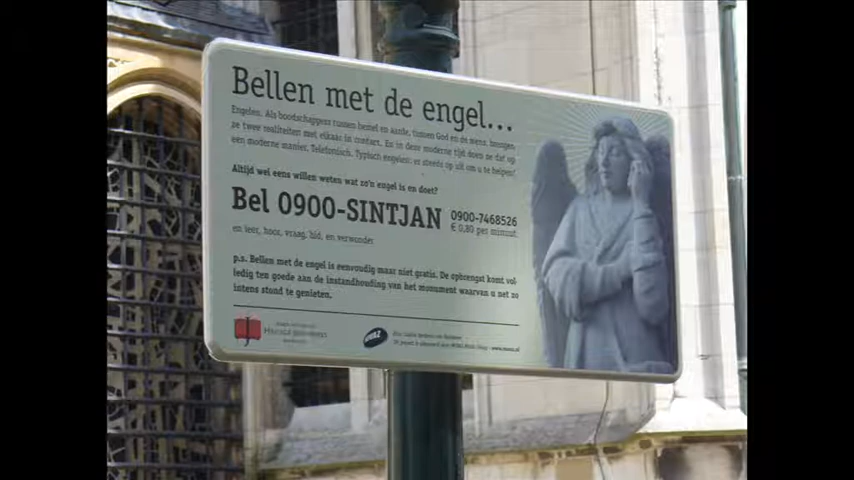 Bellen met de engel...
Engelen. Als boodschappers tussen hemel en aarde, tussen God en de mens, brengen
ze twee realiteiten met elkaar in contact. En in deze moderne tijd doen ze dat op
een moderne manier. Telefonisch. Typisch engelen: ze steeds op uit om u te helpen!
Altijd wel eens willen weten wat zo'n engel is en doet?
Bel 0900-SINTJAN
0900-7468526
€ 0,80 per minuut
en leer, hoor, vraag, bid, en verwonder
p.s. Bellen met de engel is eenvoudig maar niet gratis. De opbrengst komt vol-
ledig ten goede aan de instandhouding van het monument waarvan u net zo
intens stond te genieten.